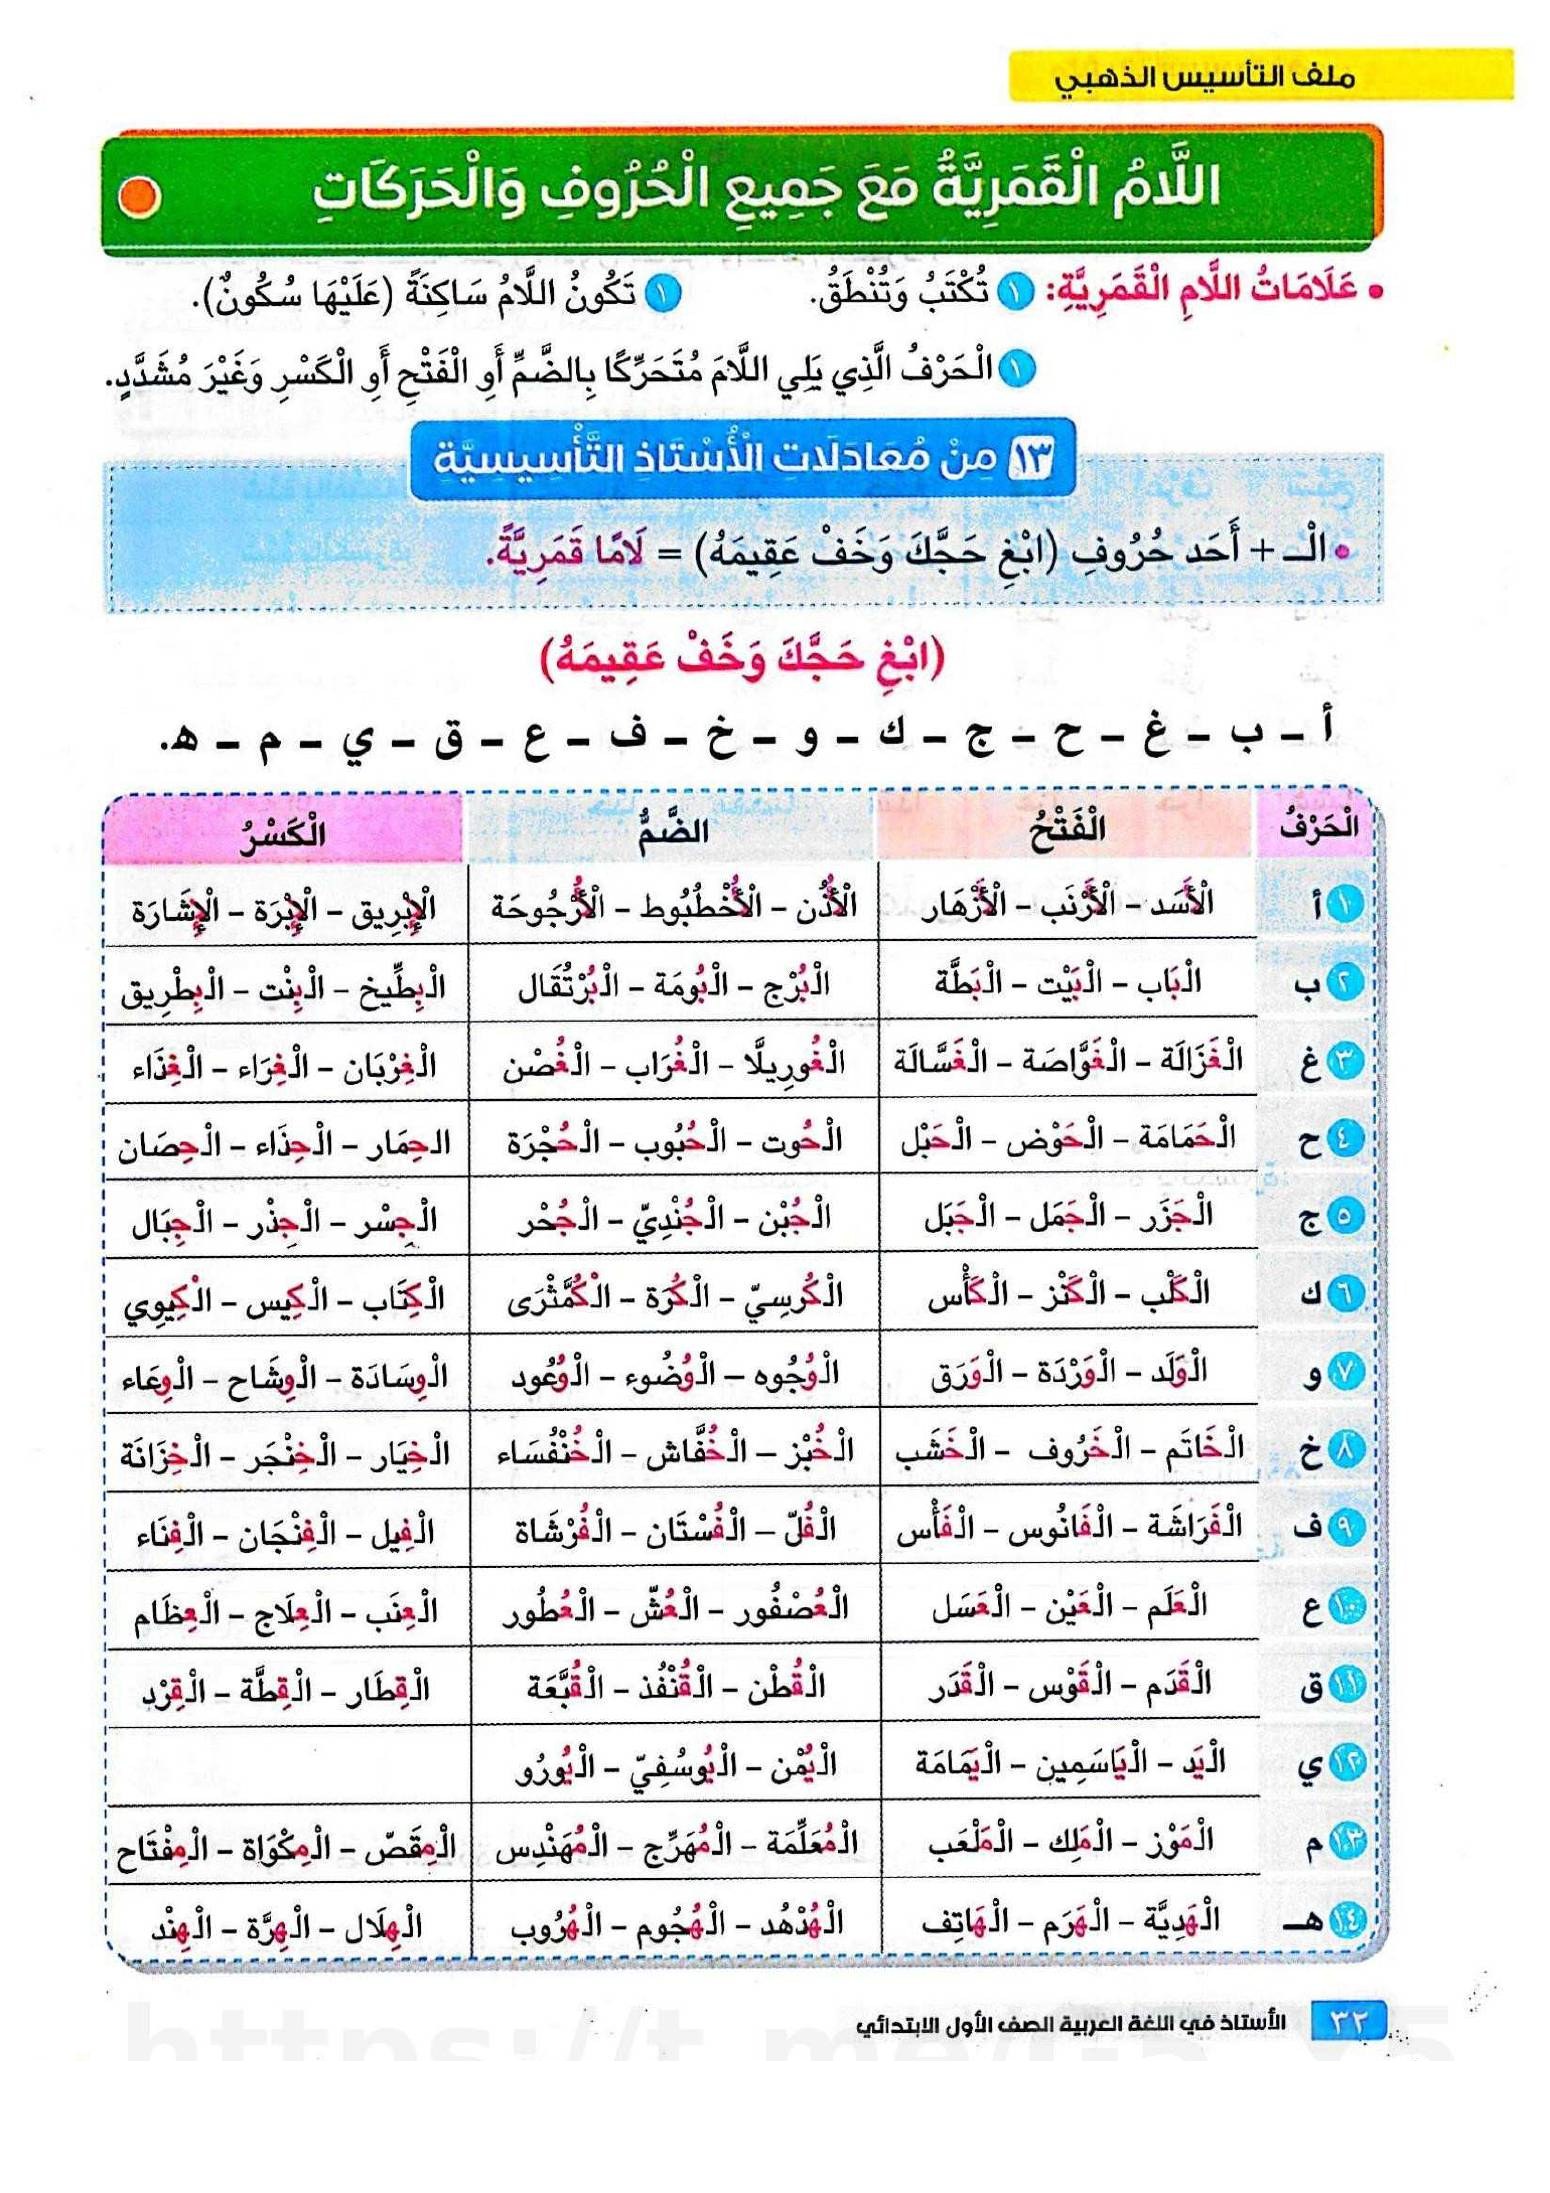 ملف التأسيس الذهبي
اللَّامُ الْقَمَرِيَّةُ مَعَ جَمِيعِ الْحُرُوفِ وَالْحَرَكَاتِ
• عَلَامَاتُ اللَّامِ الْقَمَرِيَّةِ: ١ تُكْتَبُ وَتُنْطَقُ. ١ تَكُونُ اللَّامُ سَاكِنَةً (عَلَيْهَا سُكُونٌ).
١ الْحَرْفُ الَّذِي يَلِي اللَّامَ مُتَحَرِّكًا بِالضَّمِّ أَوِ الْفَتْحِ أَوِ الْكَسْرِ وَغَيْرَ مُشَدَّدٍ.
١٣ مِنْ مُعَادَلَاتِ الْأُسْتَاذِ التَّأْسِيسِيَّةِ
• الْـ + أَحَد حُرُوفِ (ابْغِ حَجَّكَ وَخَفْ عَقِيمَهُ) = لَامًا قَمَرِيَّةً.
(ابْغِ حَجَّكَ وَخَفْ عَقِيمَهُ)
أ – ب – غ – ح – ج – ك – و – خ – ف – ع – ق – ي – م – ه.
الْحَرْفُ الْفَتْحُ الضَّمُّ الْكَسْرُ
١ أ الْأَسَد – الْأَرْنَب – الْأَزْهَار الْأُذُن – الْأُخْطُبُوط – الْأُرْجُوحَة الْإِبْرِيق – الْإِبْرَة – الْإِشَارَة
٢ ب الْبَاب – الْبَيْت – الْبَطَّة الْبُرْج – الْبُومَة – الْبُرْتُقَال الْبِطِّيخ – الْبِنْت – الْبِطْرِيق
٣ غ الْغَزَالَة – الْغَوَّاصَة – الْغَسَّالَة الْغُورِيلَّا – الْغُرَاب – الْغُصْن الْغِرْبَان – الْغِرَاء – الْغِذَاء
٤ ح الْحَمَامَة – الْحَوْض – الْحَبْل الْحُوت – الْحُبُوب – الْحُجْرَة الـحِمَار – الْحِذَاء – الْحِصَان
٥ ج الْجَزَر – الْجَمَل – الْجَبَل الْجُبْن – الْجُنْدِيّ – الْجُحْر الْجِسْر – الْجِذْر – الْجِبَال
٦ ك الْكَلْب – الْكَنْز – الْكَأْس الْكُرسِيّ – الْكُرَة – الْكُمَّثْرَى الْكِتَاب – الْكِيس – الْكِيوِي
٧ و الْوَلَد – الْوَرْدَة – الْوَرَق الْوُجُوه – الْوُضُوء – الْوُعُود الْوِسَادَة – الْوِشَاح – الْوِعَاء
٨ خ الْخَاتَم – الْخَرُوف – الْخَشَب الْخُبْز – الْخُفَّاش – الْخُنْفُسَاء الْخِيَار – الْخِنْجَر – الْخِزَانَة
٩ ف الْفَرَاشَة – الْفَانُوس – الْفَأْس الْفُلّ – الْفُسْتَان – الْفُرْشَاة الْفِيل – الْفِنْجَان – الْفِنَاء
١٠ ع الْعَلَم – الْعَيْن – الْعَسَل الْعُصْفُور – الْعُشّ – الْعُطُور الْعِنَب – الْعِلَاج – الْعِظَام
١١ ق الْقَدَم – الْقَوْس – الْقَدَر الْقُطْن – الْقُنْفُذ – الْقُبَّعَة الْقِطَار – الْقِطَّة – الْقِرْد
١٢ ي الْيَد – الْيَاسَمِين – الْيَمَامَة الْيُمْن – الْيُوسُفِيّ – الْيُورُو
١٣ م الْمَوْز – الْمَلِك – الْمَلْعَب الْمُعَلِّمَة – الْمُهَرِّج – الْمُهَنْدِس الْمِقَصّ – الْمِكْوَاة – الْمِفْتَاح
١٤ هـ الْهَدِيَّة – الْهَرَم – الْهَاتِف الْهُدْهُد – الْهُجُوم – الْهُرُوب الْهِلَال – الْهِرَّة – الْهِنْد
٣٢ الأستاذ في اللغة العربية الصف الأول الابتدائي